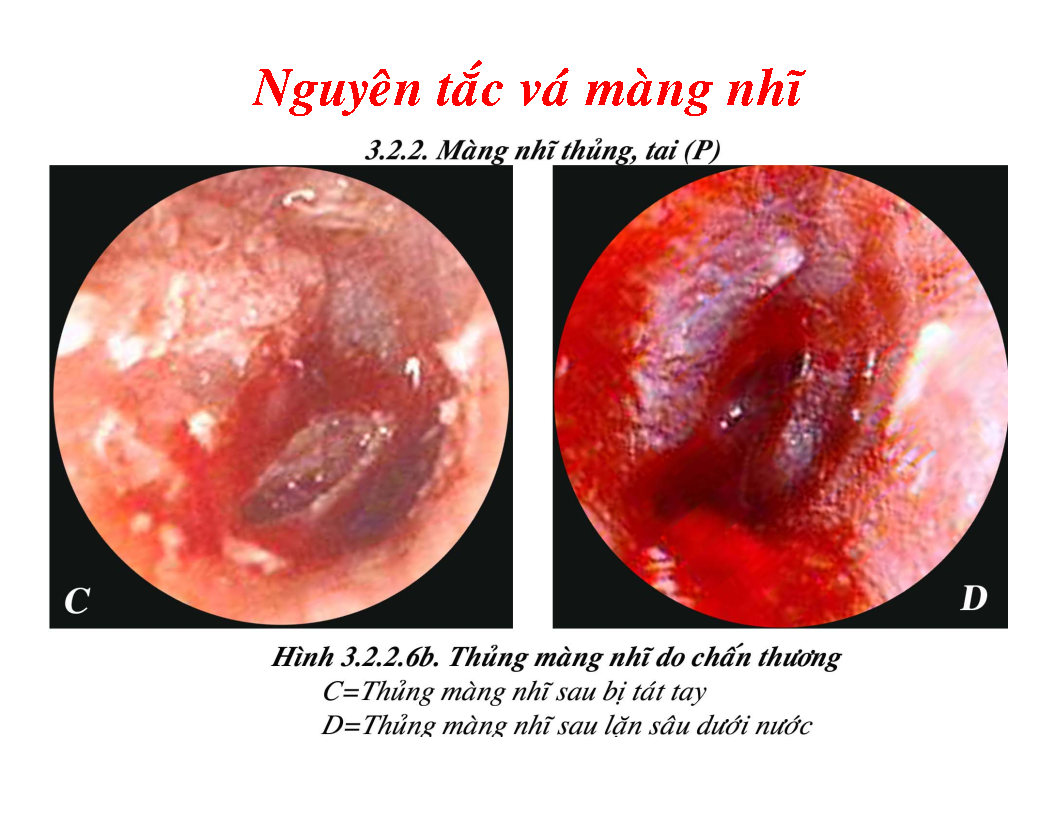 Nguyên tắc vá màng nhĩ
3.2.2. Màng nhĩ thủng, tai (P)
C
D
Hình 3.2.2.6b. Thủng màng nhĩ do chấn thương
C=Thủng màng nhĩ sau bị tát tay
D=Thủng màng nhĩ sau lặn sâu dưới nước